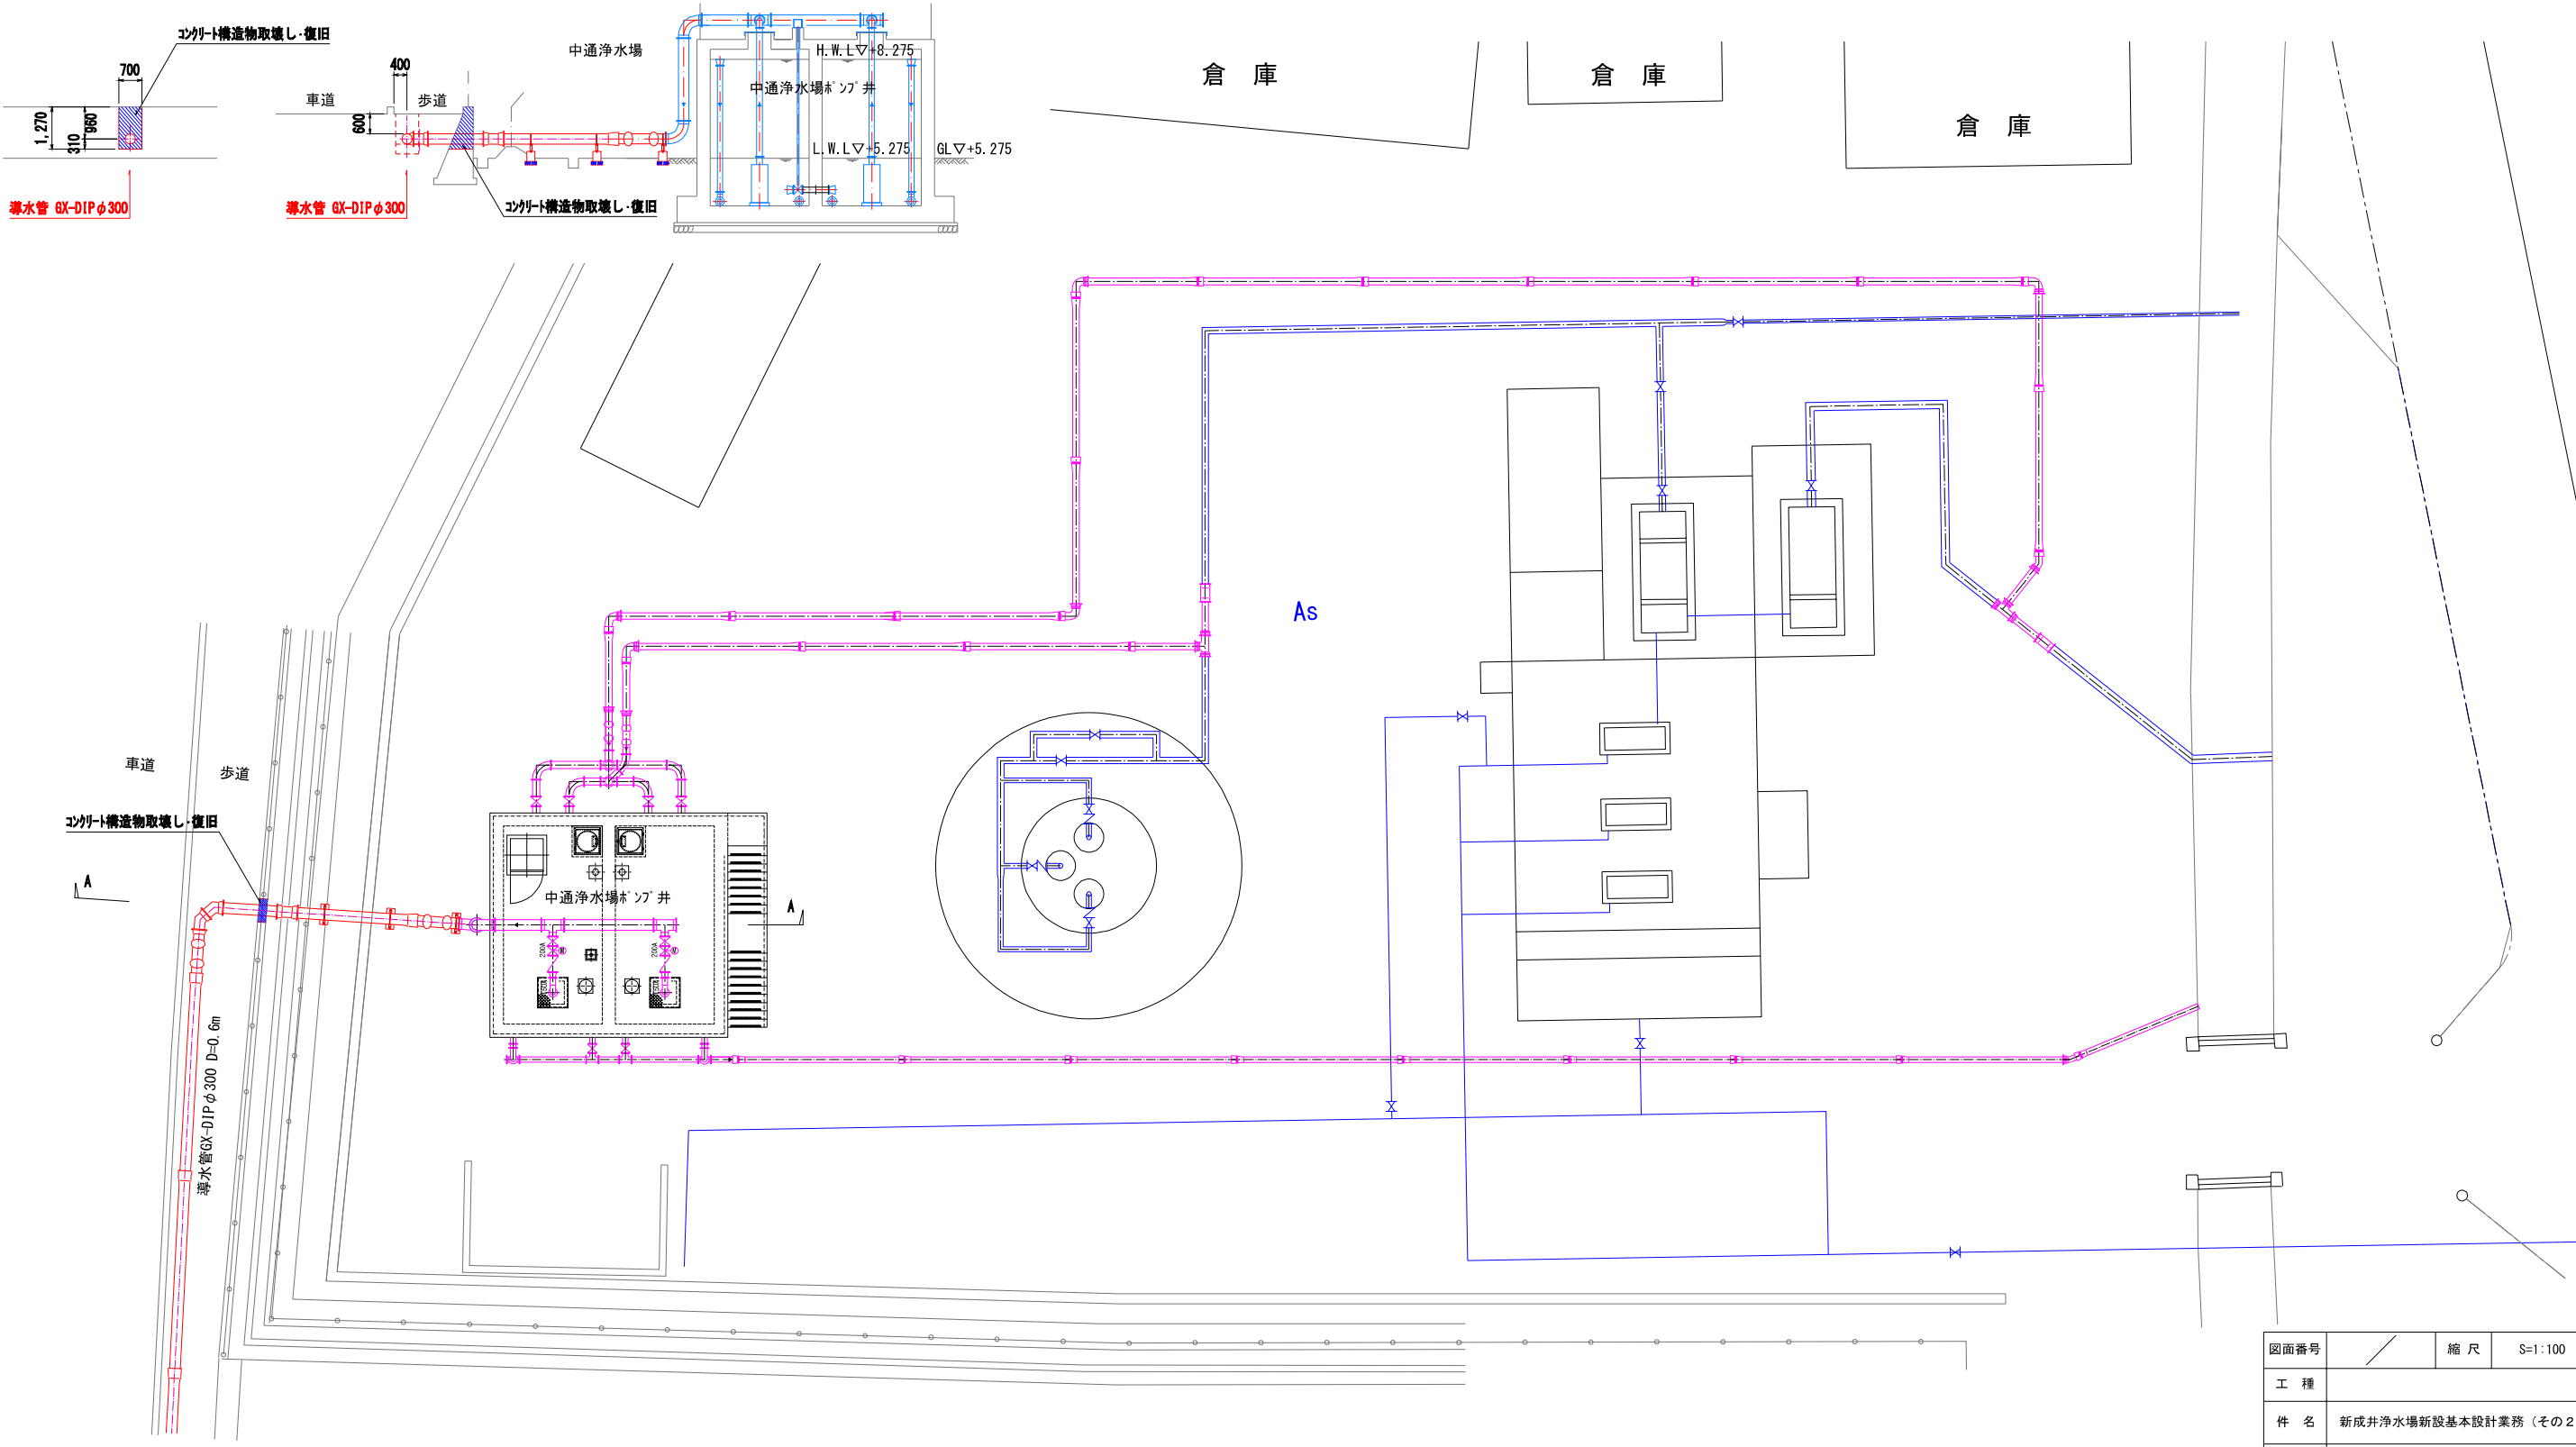 コンクリート構造物取壊し・復旧
700
1,270
960
310
導水管 GX-DIPφ300
400
車道
歩道
600
導水管 GX-DIPφ300
コンクリート構造物取壊し・復旧
中通浄水場
H.W.L▽+8.275
中通浄水場ポンプ井
L.W.L▽+5.275
GL▽+5.275
倉 庫
倉 庫
倉 庫
As
車道
歩道
コンクリート構造物取壊し・復旧
A
A
中通浄水場ポンプ井
200A
200A
導水管GX-DIPφ300 D=0.6m
図面番号
縮 尺
S=1:100
工 種
件 名
新成井浄水場新設基本設計業務(その2